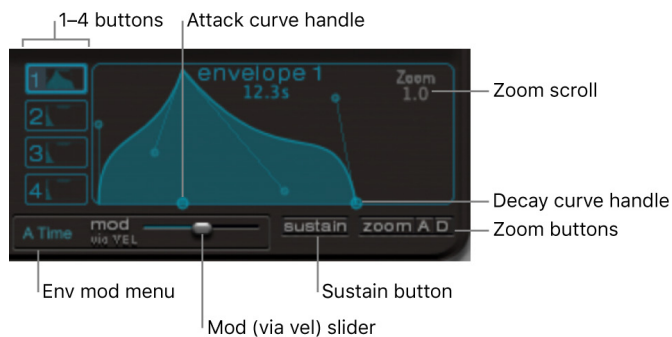 1–4 buttons
Attack curve handle
envelope 1
12.3s
Zoom
1.0
Zoom scroll
1
2
3
4
Decay curve handle
A Time
mod
via VEL
sustain
zoom A D
Zoom buttons
Env mod menu
Sustain button
Mod (via vel) slider